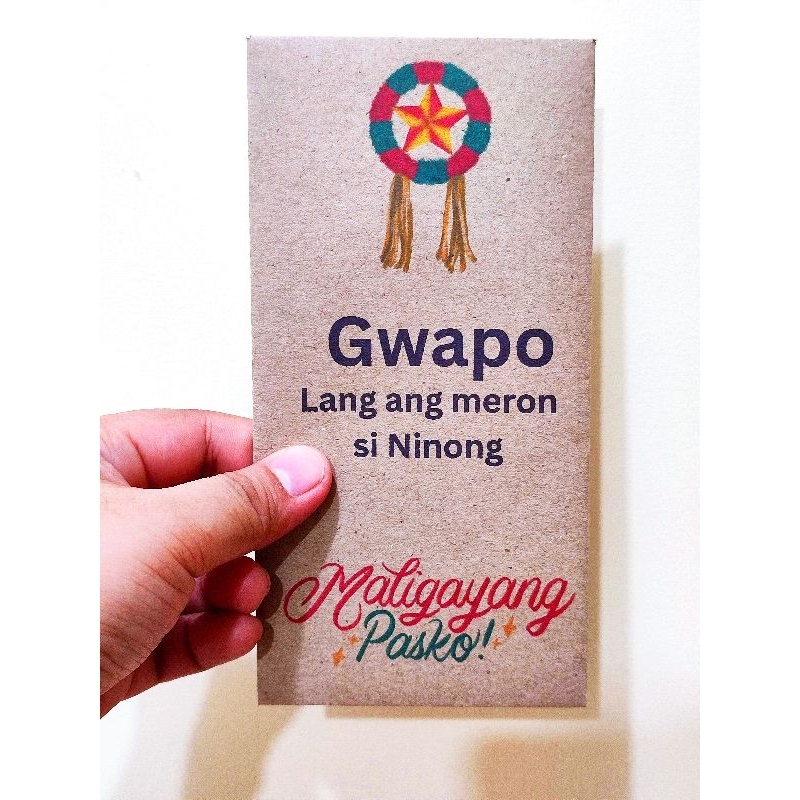 Gwapo
Lang ang meron
si Ninong
Maligayang
Pasko!